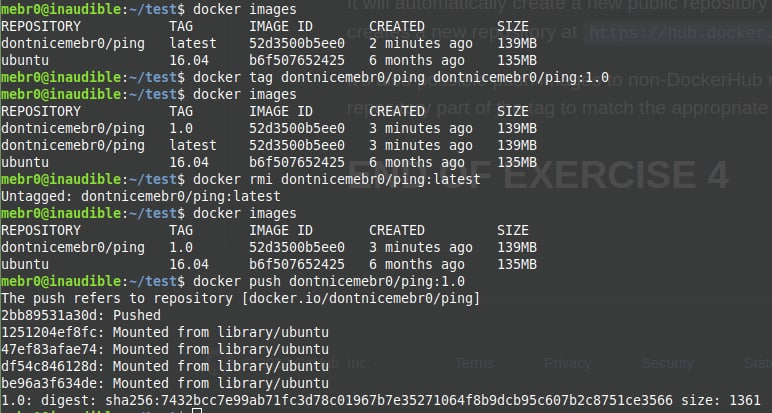 It will automatically create a new public repository
mebr0@inaudible:~/test$ docker images
REPOSITORY TAG IMAGE ID CREATED SIZE
creates a new repository at https://hub.docker.
dontnicemebr0/ping latest 52d3500b5ee0 2 minutes ago 139MB
ubuntu 16.04 b6f507652425 6 months ago 135MB
mebr0@inaudible:~/test$ docker tag dontnicemebr0/ping dontnicemebr0/ping:1.0
to non-DockerHub
mebr0@inaudible:~/test$ docker images
REPOSITORY TAG IMAGE ID CREATED SIZE
part of the tag to match the appropriate
dontnicemebr0/ping 1.0 52d3500b5ee0 3 minutes ago 139MB
dontnicemebr0/ping latest 52d3500b5ee0 3 minutes ago 139MB
ubuntu 16.04 b6f507652425 6 months ago 135MB
END OF EXERCISE 4
mebr0@inaudible:~/test$ docker rmi dontnicemebr0/ping:latest
Untagged: dontnicemebr0/ping:latest
mebr0@inaudible:~/test$ docker images
REPOSITORY TAG IMAGE ID CREATED SIZE
dontnicemebr0/ping 1.0 52d3500b5ee0 3 minutes ago 139MB
ubuntu 16.04 b6f507652425 6 months ago 135MB
mebr0@inaudible:~/test$ docker push dontnicemebr0/ping:1.0
The push refers to repository [docker.io/dontnicemebr0/ping]
2bb89531a30d: Pushed
1251204ef8fc: Mounted from library/ubuntu
47ef83afae74: Mounted from library/ubuntu
df54c846128d: Mounted from library/ubuntu
Inc. Terms Privacy Security Stat
be96a3f634de: Mounted from library/ubuntu
1.0: digest: sha256:7432bcc7e99ab71fc3d78c01967b7e35271064f8b9dcb95c607b2c8751ce3566 size: 1361
mebr0@inaudible:~/test$